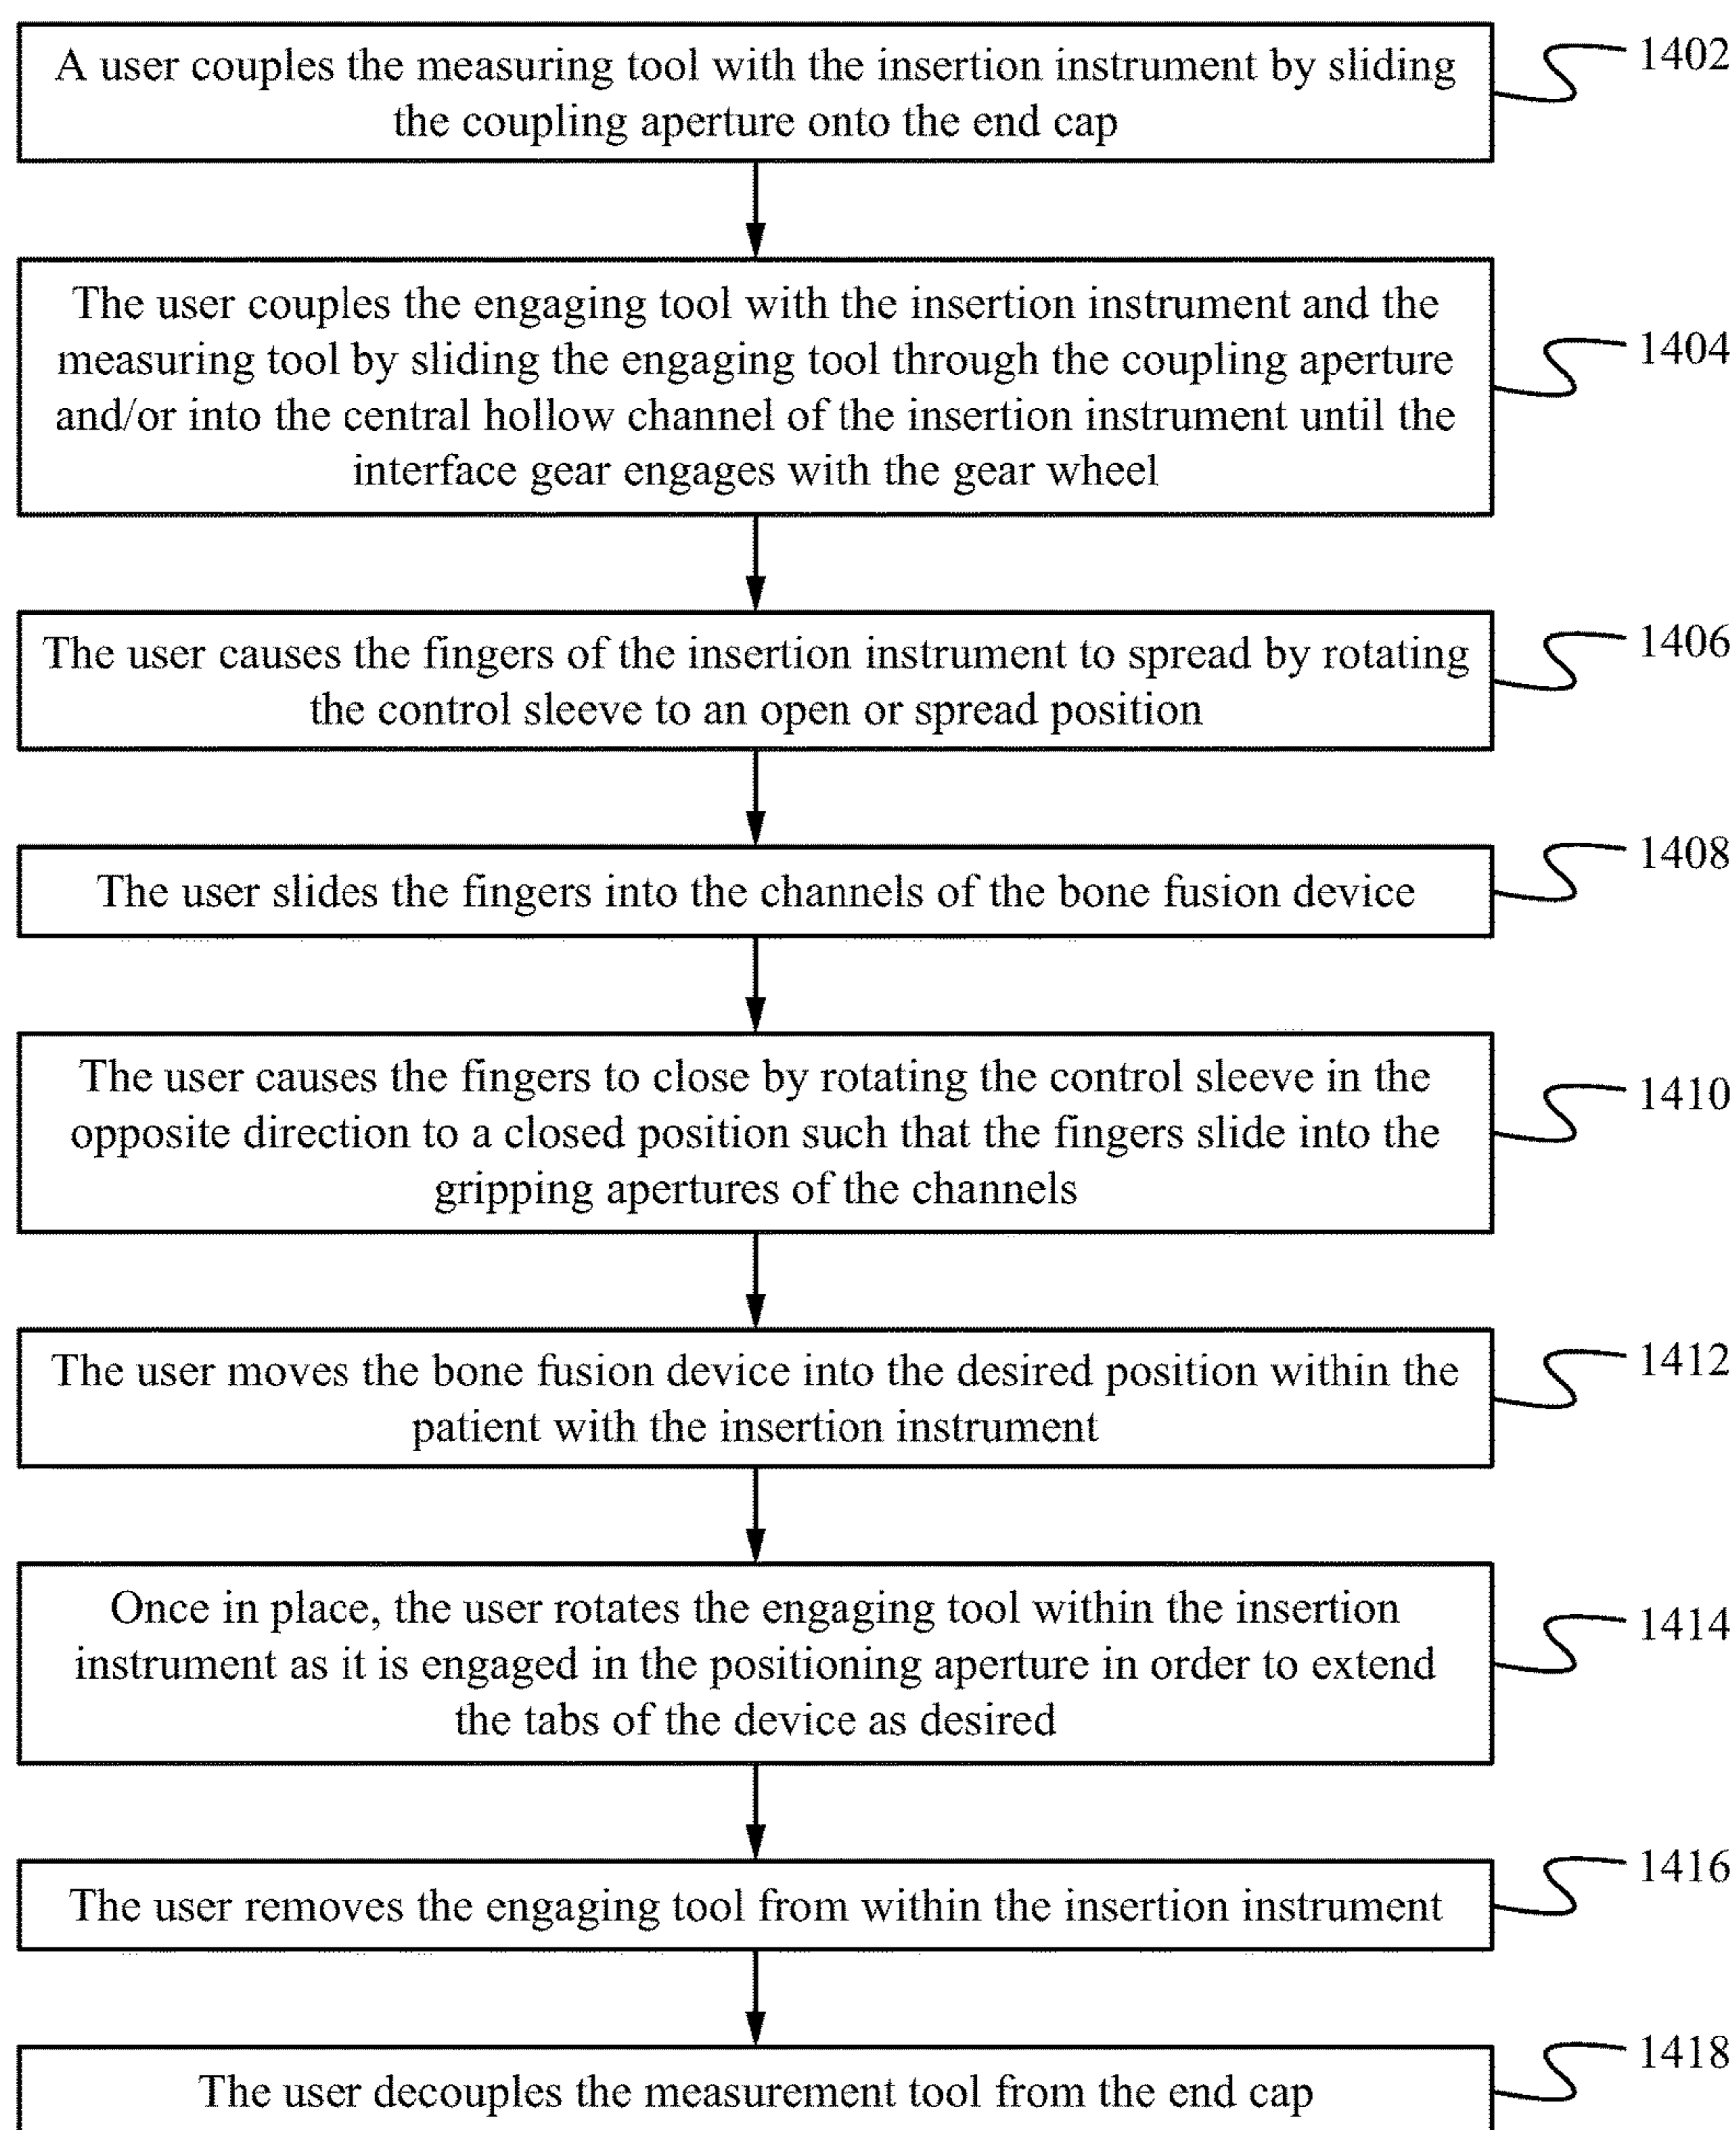 A user couples the measuring tool with the insertion instrument by sliding
the coupling aperture onto the end cap
1402
The user couples the engaging tool with the insertion instrument and the
measuring tool by sliding the engaging tool through the coupling aperture
and/or into the central hollow channel of the insertion instrument until the
interface gear engages with the gear wheel
1404
The user causes the fingers of the insertion instrument to spread by rotating
the control sleeve to an open or spread position
1406
The user slides the fingers into the channels of the bone fusion device
1408
The user causes the fingers to close by rotating the control sleeve in the
opposite direction to a closed position such that the fingers slide into the
gripping apertures of the channels
1410
The user moves the bone fusion device into the desired position within the
patient with the insertion instrument
1412
Once in place, the user rotates the engaging tool within the insertion
instrument as it is engaged in the positioning aperture in order to extend
the tabs of the device as desired
1414
The user removes the engaging tool from within the insertion instrument
1416
The user decouples the measurement tool from the end cap
1418